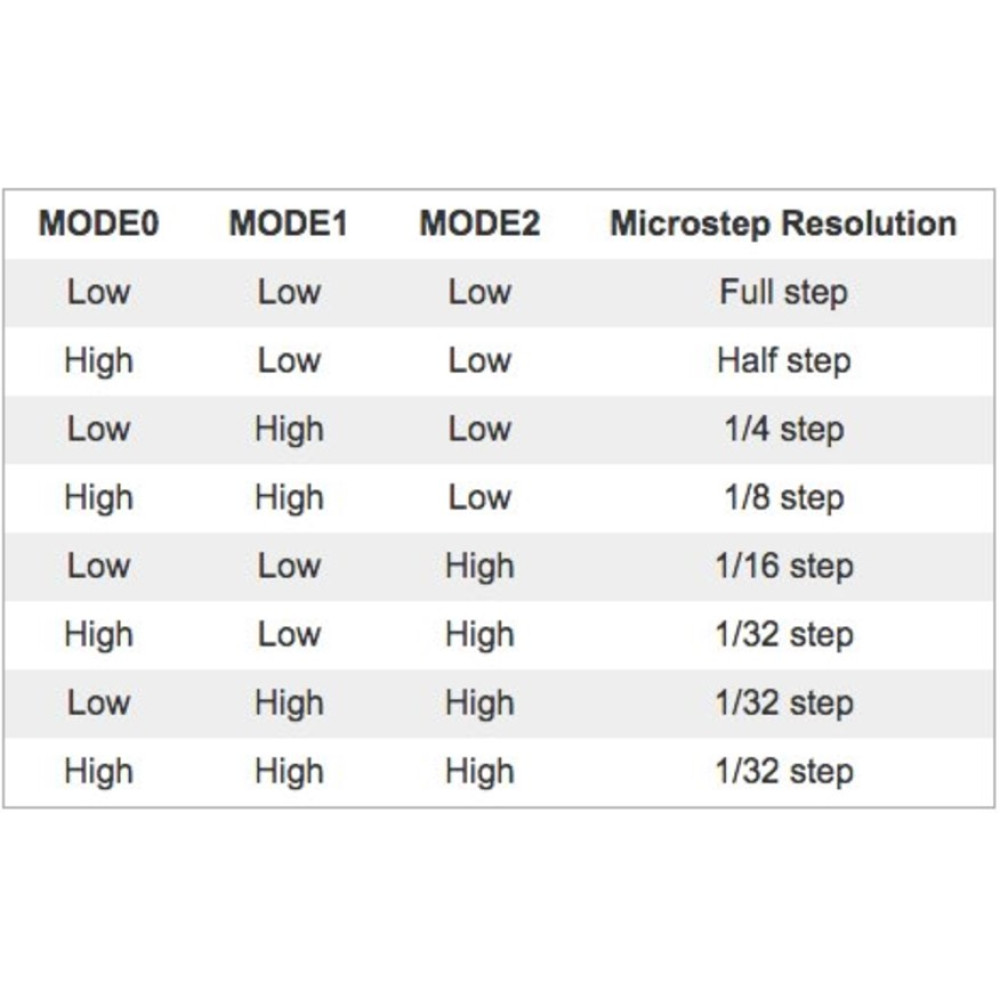 MODE0 MODE1 MODE2 Microstep Resolution
Low Low Low Full step
High Low Low Half step
Low High Low 1/4 step
High High Low 1/8 step
Low Low High 1/16 step
High Low High 1/32 step
Low High High 1/32 step
High High High 1/32 step